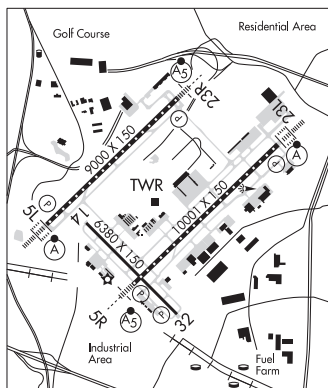 Golf Course
Residential Area
A5
23R
23L
P
9000 X 150
P
A
P
TWR
10001 X 150
5L
A
14
6380 X 150
P
P
5R
A5
32
Industrial
Area
Fuel
Farm